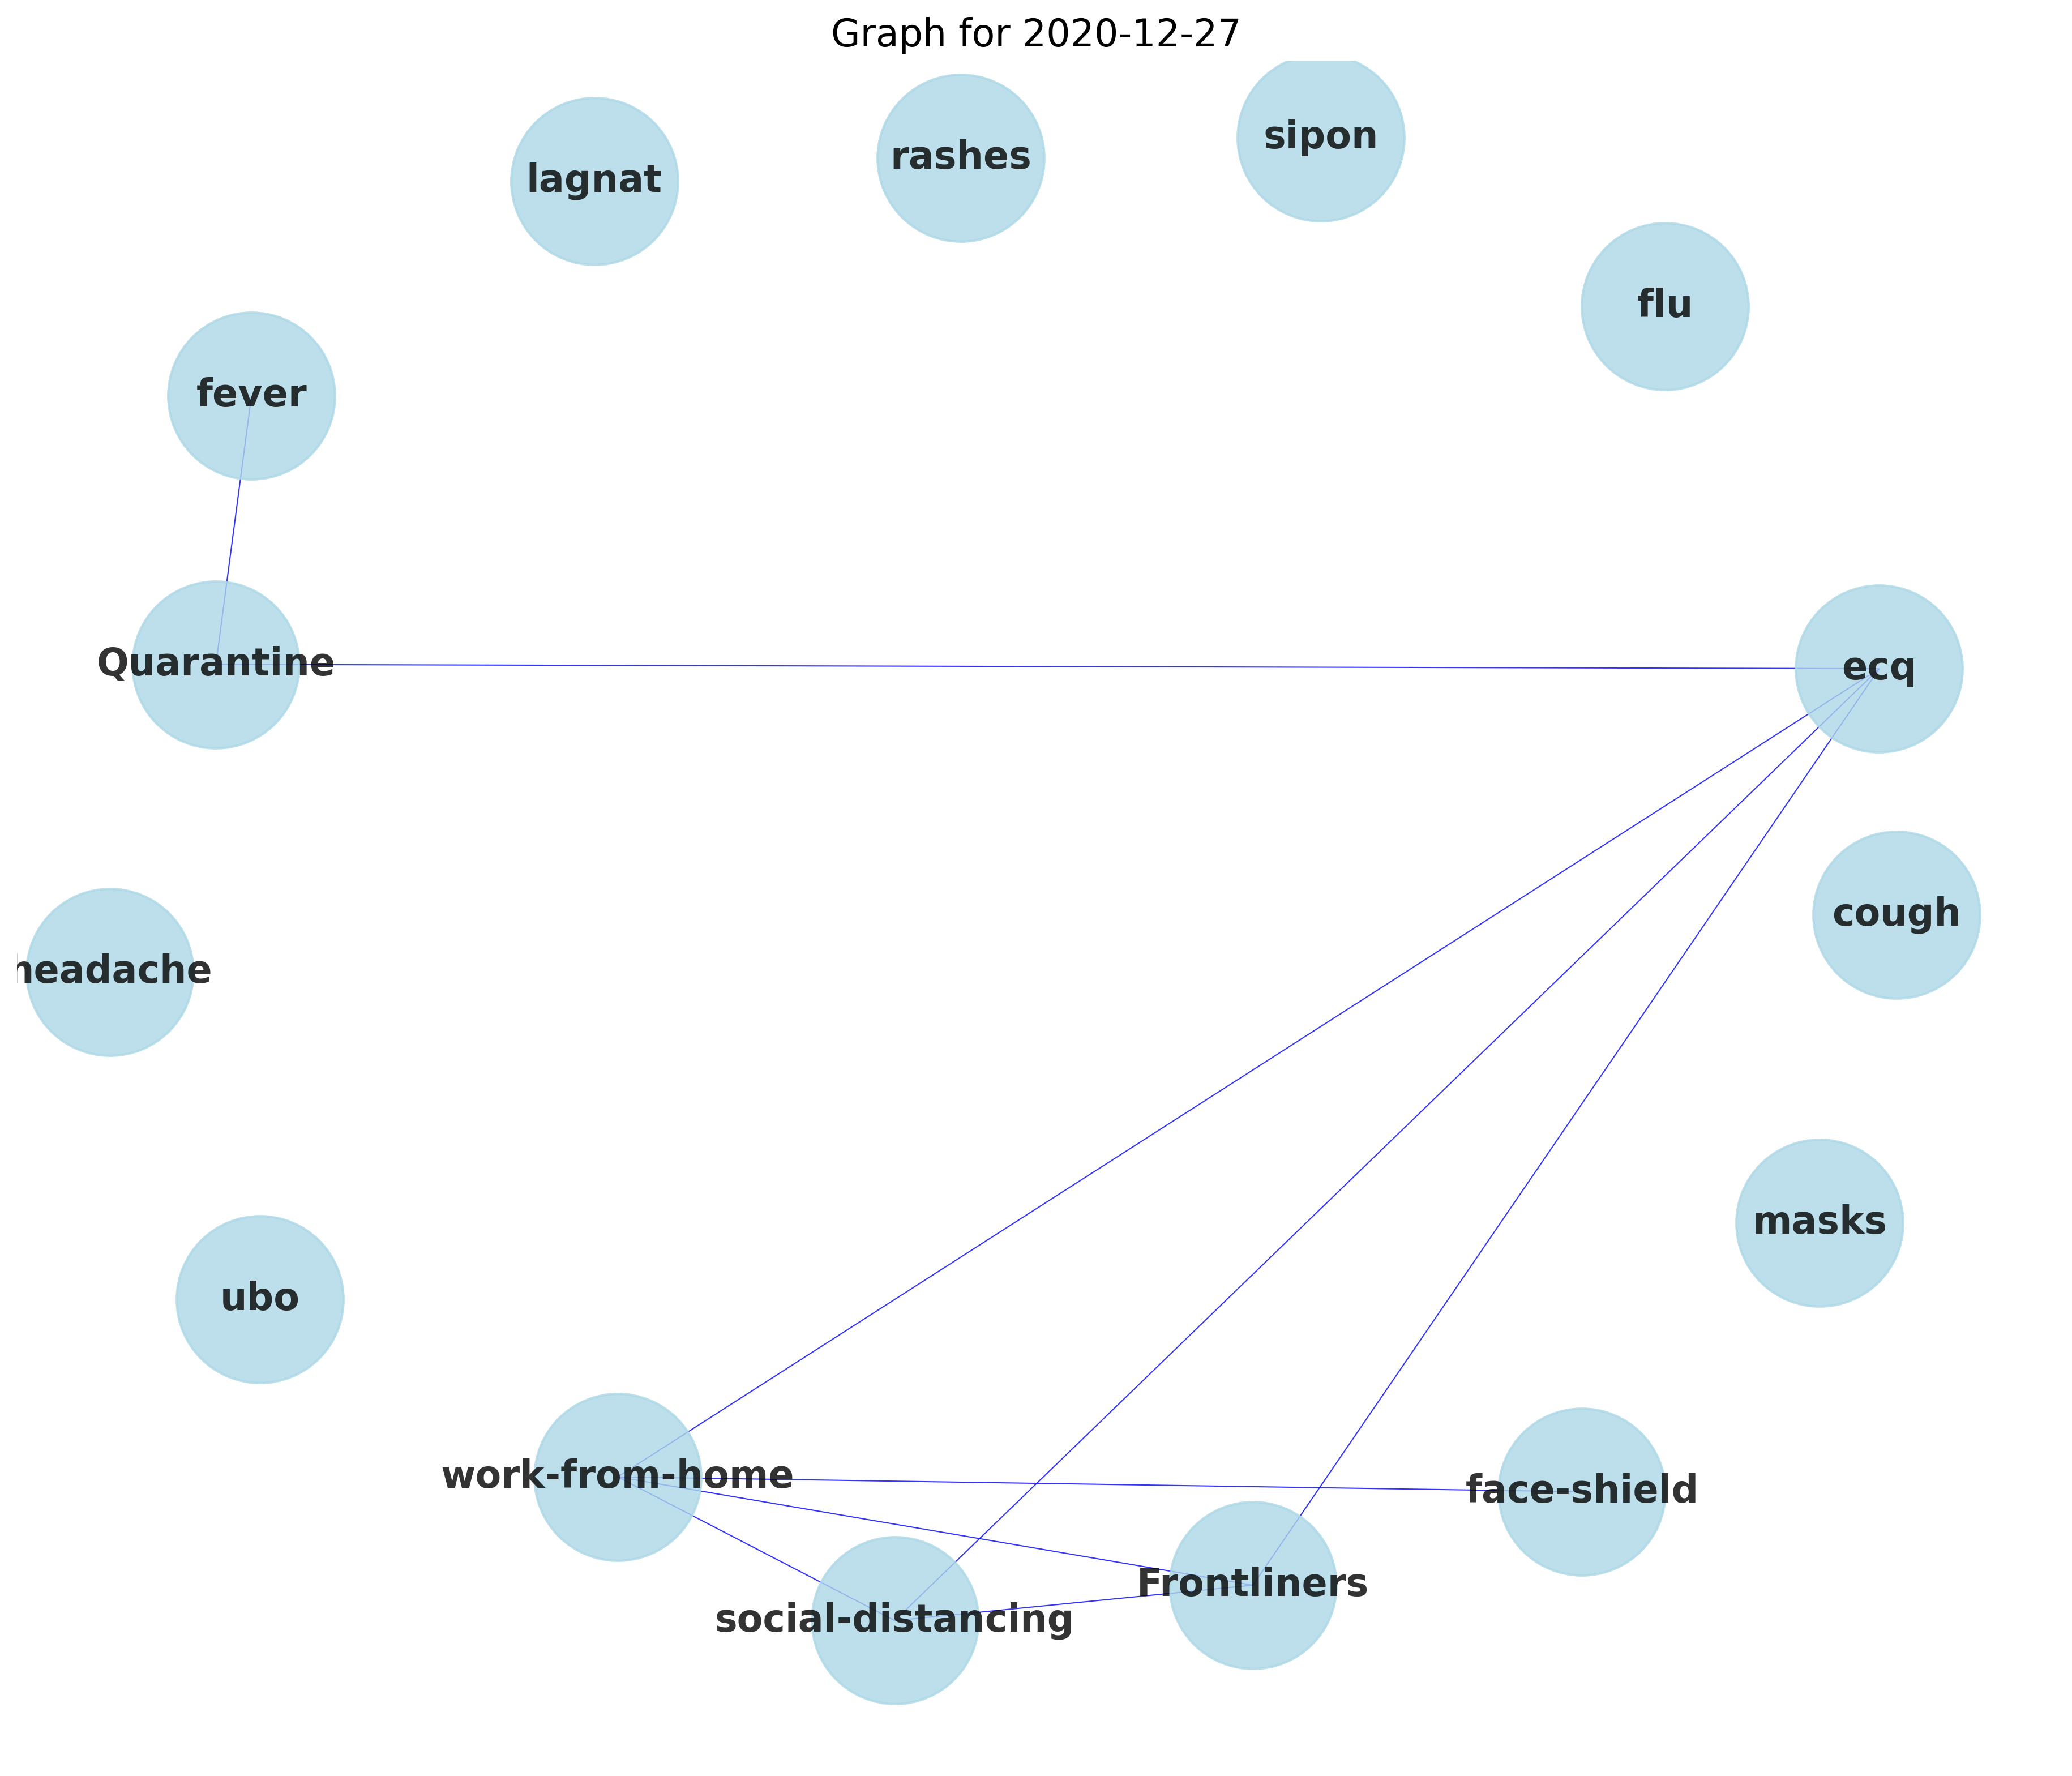 Graph for 2020-12-27
sipon
rashes
lagnat
flu
fever
Quarantine
ecq
cough
headache
masks
ubo
work-from-home
face-shield
Frontliners
social-distancing